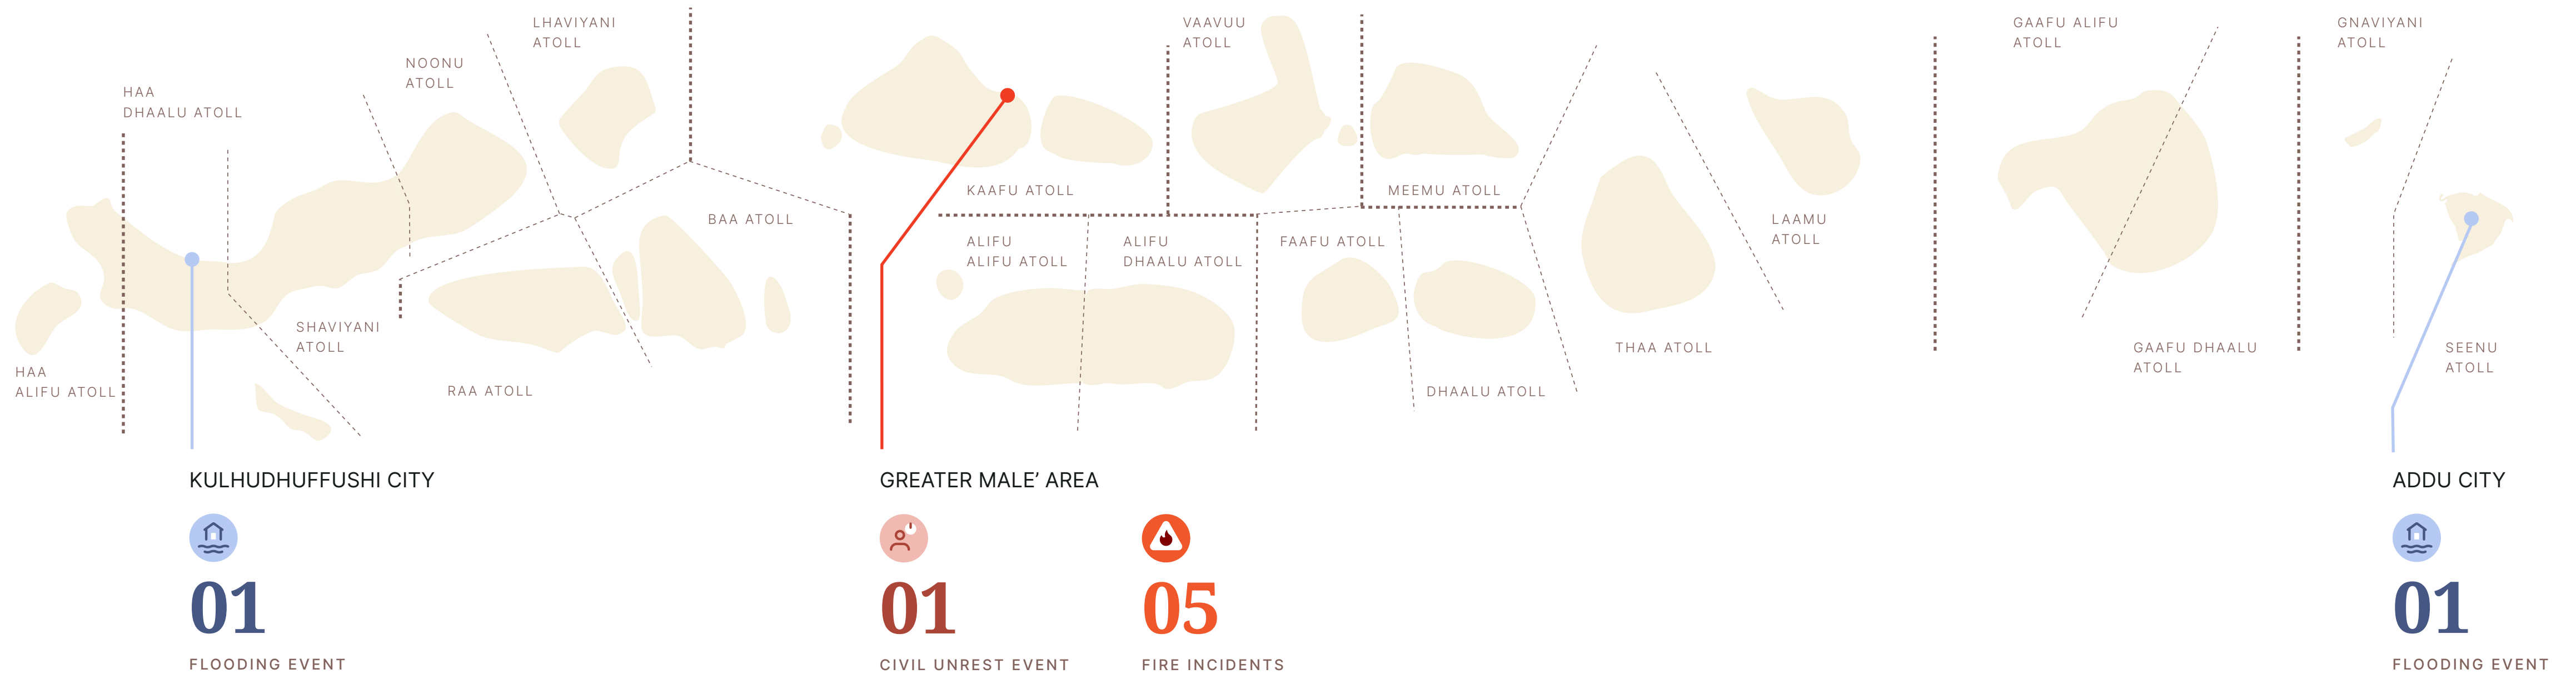 HAA
DHAALU ATOLL
NOONU
ATOLL
LHAVIYANI
ATOLL
VAAVUU
ATOLL
GAAFU ALIFU
ATOLL
GNAVIYANI
ATOLL
BAA ATOLL
KAAFU ATOLL
MEEMU ATOLL
LAAMU
ATOLL
ALIFU
ALIFU ATOLL
ALIFU
DHAALU ATOLL
FAAFU ATOLL
SHAVIYANI
ATOLL
HAA
ALIFU ATOLL
RAA ATOLL
DHAALU ATOLL
THAA ATOLL
GAAFU DHAALU
ATOLL
SEENU
ATOLL
KULHUDHUFFUSHI CITY
01
FLOODING EVENT
GREATER MALE’ AREA
01
CIVIL UNREST EVENT
05
FIRE INCIDENTS
ADDU CITY
01
FLOODING EVENT